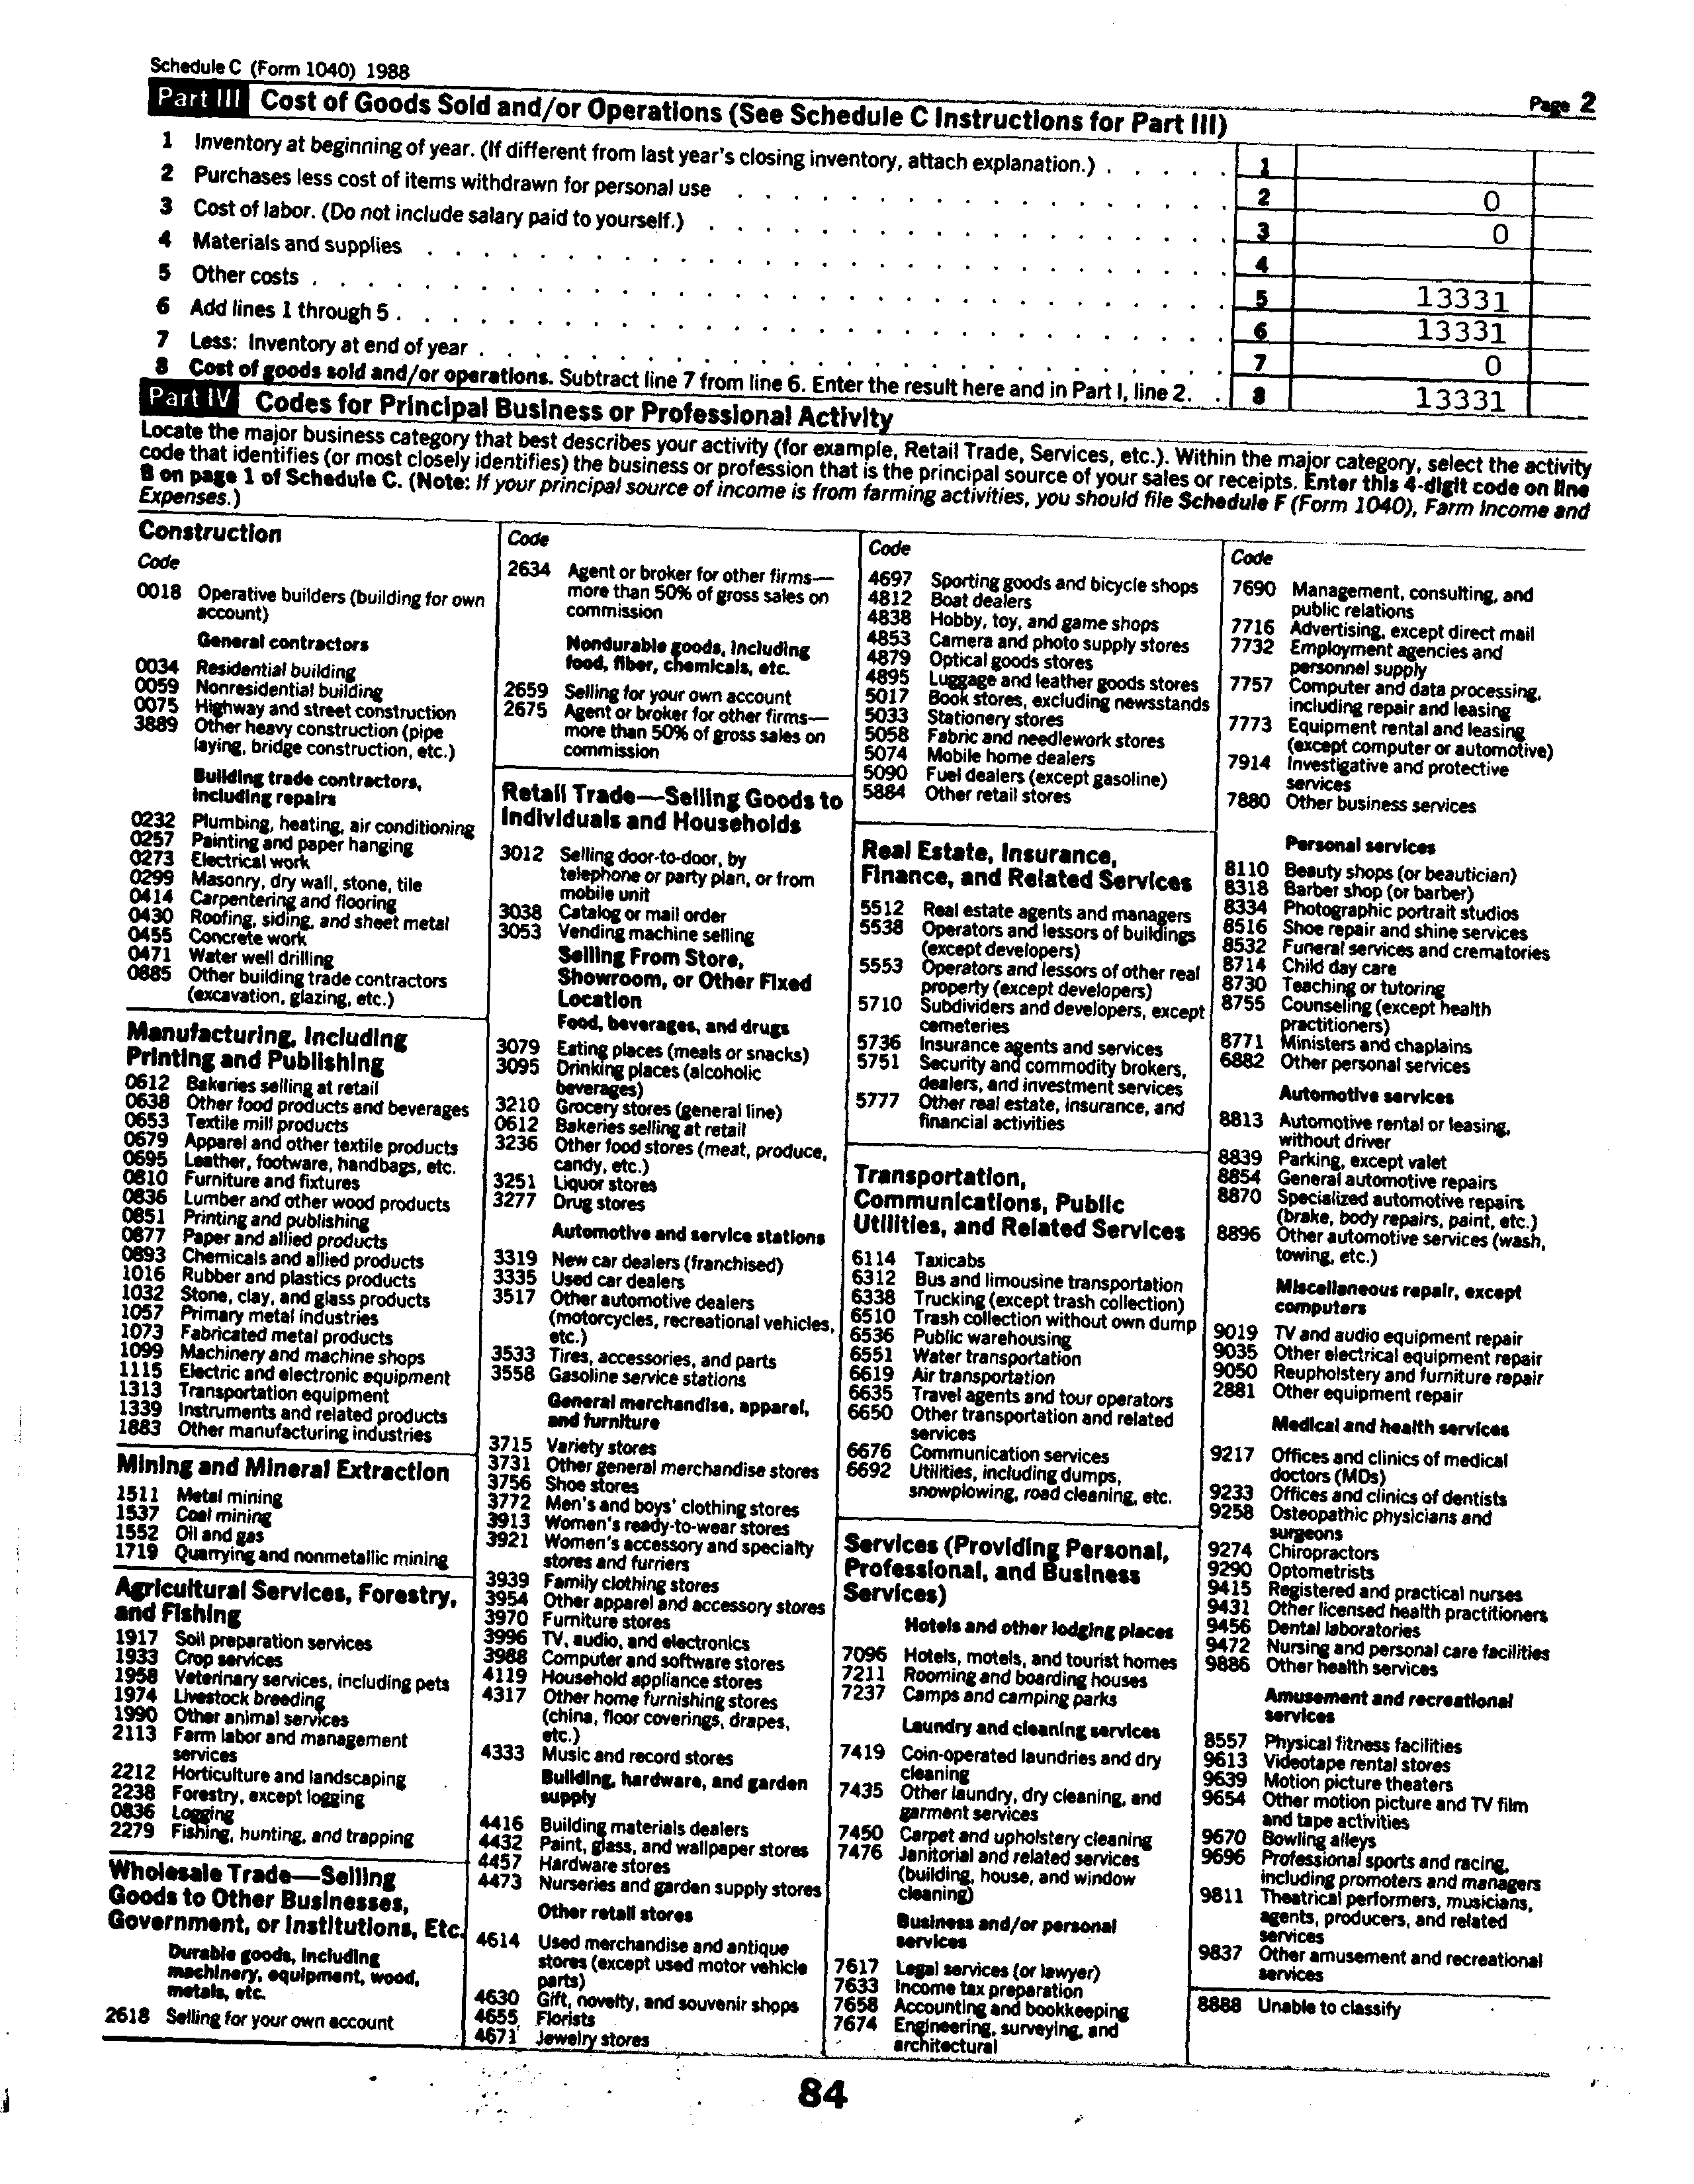 Schedule C (Form 1040) 1988
Page 2
Part III Cost of Goods Sold and/or Operations (See Schedule C Instructions for Part III)
1 Inventory at beginning of year. (If different from last year's closing inventory, attach explanation.) . . . . . 1
2 Purchases less cost of items withdrawn for personal use . . . . . . . . . . . . . . . . . . 2 0
3 Cost of labor. (Do not include salary paid to yourself.) . . . . . . . . . . . . . . . . . . . 3 0
4 Materials and supplies . . . . . . . . . . . . . . . . . . . . . . . . . . . . . 4
5 Other costs . . . . . . . . . . . . . . . . . . . . . . . . . . . . . . . . . 5 13331
6 Add lines 1 through 5 . . . . . . . . . . . . . . . . . . . . . . . . . . . . . . 6 13331
7 Less: Inventory at end of year . . . . . . . . . . . . . . . . . . . . . . . . . . . 7 0
8 Cost of goods sold and/or operations. Subtract line 7 from line 6. Enter the result here and in Part I, line 2. . 8 13331
Part IV Codes for Principal Business or Professional Activity
Locate the major business category that best describes your activity (for example, Retail Trade, Services, etc.). Within the major category, select the activity
code that identifies (or most closely identifies) the business or profession that is the principal source of your sales or receipts. Enter this 4-digit code on line
B on page 1 of Schedule C. (Note: If your principal source of income is from farming activities, you should file Schedule F (Form 1040), Farm Income and
Expenses.)
Construction
Code
0018 Operative builders (building for own
account)
General contractors
0034 Residential building
0059 Nonresidential building
0075 Highway and street construction
3889 Other heavy construction (pipe
laying, bridge construction, etc.)
Building trade contractors,
including repairs
0232 Plumbing, heating, air conditioning
0257 Painting and paper hanging
0273 Electrical work
0299 Masonry, dry wall, stone, tile
0414 Carpentering and flooring
0430 Roofing, siding, and sheet metal
0455 Concrete work
0471 Water well drilling
0885 Other building trade contractors
(excavation, glazing, etc.)
Manufacturing, Including
Printing and Publishing
0612 Bakeries selling at retail
0638 Other food products and beverages
0653 Textile mill products
0679 Apparel and other textile products
0695 Leather, footware, handbags, etc.
0810 Furniture and fixtures
0836 Lumber and other wood products
0851 Printing and publishing
0877 Paper and allied products
0893 Chemicals and allied products
1016 Rubber and plastics products
1032 Stone, clay, and glass products
1057 Primary metal industries
1073 Fabricated metal products
1099 Machinery and machine shops
1115 Electric and electronic equipment
1313 Transportation equipment
1339 Instruments and related products
1883 Other manufacturing industries
Mining and Mineral Extraction
1511 Metal mining
1537 Coal mining
1552 Oil and gas
1719 Quarrying and nonmetallic mining
Agricultural Services, Forestry,
and Fishing
1917 Soil preparation services
1933 Crop services
1958 Veterinary services, including pets
1974 Livestock breeding
1990 Other animal services
2113 Farm labor and management
services
2212 Horticulture and landscaping
2238 Forestry, except logging
0836 Logging
2279 Fishing, hunting, and trapping
Wholesale Trade—Selling
Goods to Other Businesses,
Government, or Institutions, Etc.
Durable goods, including
machinery, equipment, wood,
metals, etc.
2618 Selling for your own account
Code
2634 Agent or broker for other firms—
more than 50% of gross sales on
commission
Nondurable goods, including
food, fiber, chemicals, etc.
2659 Selling for your own account
2675 Agent or broker for other firms—
more than 50% of gross sales on
commission
Retail Trade—Selling Goods to
Individuals and Households
3012 Selling door-to-door, by
telephone or party plan, or from
mobile unit
3038 Catalog or mail order
3053 Vending machine selling
Selling From Store,
Showroom, or Other Fixed
Location
Food, beverages, and drugs
3079 Eating places (meals or snacks)
3095 Drinking places (alcoholic
beverages)
3210 Grocery stores (general line)
0612 Bakeries selling at retail
3236 Other food stores (meat, produce,
candy, etc.)
3251 Liquor stores
3277 Drug stores
Automotive and service stations
3319 New car dealers (franchised)
3335 Used car dealers
3517 Other automotive dealers
(motorcycles, recreational vehicles,
etc.)
3533 Tires, accessories, and parts
3558 Gasoline service stations
General merchandise, apparel,
and furniture
3715 Variety stores
3731 Other general merchandise stores
3756 Shoe stores
3772 Men's and boys' clothing stores
3913 Women's ready-to-wear stores
3921 Women's accessory and specialty
stores and furriers
3939 Family clothing stores
3954 Other apparel and accessory stores
3970 Furniture stores
3996 TV, audio, and electronics
3988 Computer and software stores
4119 Household appliance stores
4317 Other home furnishing stores
(china, floor coverings, drapes,
etc.)
4333 Music and record stores
Building, hardware, and garden
supply
4416 Building materials dealers
4432 Paint, glass, and wallpaper stores
4457 Hardware stores
4473 Nurseries and garden supply stores
Other retail stores
4614 Used merchandise and antique
stores (except used motor vehicle
parts)
4630 Gift, novelty, and souvenir shops
4655 Florists
4671 Jewelry stores
Code
4697 Sporting goods and bicycle shops
4812 Boat dealers
4838 Hobby, toy, and game shops
4853 Camera and photo supply stores
4879 Optical goods stores
4895 Luggage and leather goods stores
5017 Book stores, excluding newsstands
5033 Stationery stores
5058 Fabric and needlework stores
5074 Mobile home dealers
5090 Fuel dealers (except gasoline)
5884 Other retail stores
Real Estate, Insurance,
Finance, and Related Services
5512 Real estate agents and managers
5538 Operators and lessors of buildings
(except developers)
5553 Operators and lessors of other real
property (except developers)
5710 Subdividers and developers, except
cemeteries
5736 Insurance agents and services
5751 Security and commodity brokers,
dealers, and investment services
5777 Other real estate, insurance, and
financial activities
Transportation,
Communications, Public
Utilities, and Related Services
6114 Taxicabs
6312 Bus and limousine transportation
6338 Trucking (except trash collection)
6510 Trash collection without own dump
6536 Public warehousing
6551 Water transportation
6619 Air transportation
6635 Travel agents and tour operators
6650 Other transportation and related
services
6676 Communication services
6692 Utilities, including dumps,
snowplowing, road cleaning, etc.
Services (Providing Personal,
Professional, and Business
Services)
Hotels and other lodging places
7096 Hotels, motels, and tourist homes
7211 Rooming and boarding houses
7237 Camps and camping parks
Laundry and cleaning services
7419 Coin-operated laundries and dry
cleaning
7435 Other laundry, dry cleaning, and
garment services
7450 Carpet and upholstery cleaning
7476 Janitorial and related services
(building, house, and window
cleaning)
Business and/or personal
services
7617 Legal services (or lawyer)
7633 Income tax preparation
7658 Accounting and bookkeeping
7674 Engineering, surveying, and
architectural
Code
7690 Management, consulting, and
public relations
7716 Advertising, except direct mail
7732 Employment agencies and
personnel supply
7757 Computer and data processing,
including repair and leasing
7773 Equipment rental and leasing
(except computer or automotive)
7914 Investigative and protective
services
7880 Other business services
Personal services
8110 Beauty shops (or beautician)
8318 Barber shop (or barber)
8334 Photographic portrait studios
8516 Shoe repair and shine services
8532 Funeral services and crematories
8714 Child day care
8730 Teaching or tutoring
8755 Counseling (except health
practitioners)
8771 Ministers and chaplains
6882 Other personal services
Automotive services
8813 Automotive rental or leasing,
without driver
8839 Parking, except valet
8854 General automotive repairs
8870 Specialized automotive repairs
(brake, body repairs, paint, etc.)
8896 Other automotive services (wash,
towing, etc.)
Miscellaneous repair, except
computers
9019 TV and audio equipment repair
9035 Other electrical equipment repair
9050 Reupholstery and furniture repair
2881 Other equipment repair
Medical and health services
9217 Offices and clinics of medical
doctors (MDs)
9233 Offices and clinics of dentists
9258 Osteopathic physicians and
surgeons
9274 Chiropractors
9290 Optometrists
9415 Registered and practical nurses
9431 Other licensed health practitioners
9456 Dental laboratories
9472 Nursing and personal care facilities
9886 Other health services
Amusement and recreational
services
8557 Physical fitness facilities
9613 Videotape rental stores
9639 Motion picture theaters
9654 Other motion picture and TV film
and tape activities
9670 Bowling alleys
9696 Professional sports and racing,
including promoters and managers
9811 Theatrical performers, musicians,
agents, producers, and related
services
9837 Other amusement and recreational
services
8888 Unable to classify
84